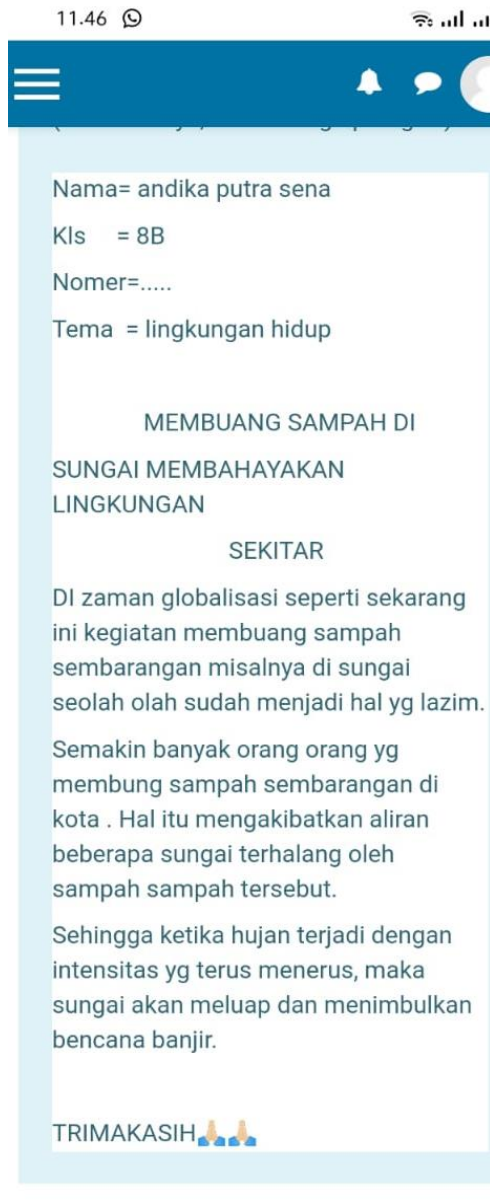 11.46
Nama= andika putra sena
Kls = 8B
Nomer=.....
Tema = lingkungan hidup
MEMBUANG SAMPAH DI
SUNGAI MEMBAHAYAKAN
LINGKUNGAN
SEKITAR
DI zaman globalisasi seperti sekarang
ini kegiatan membuang sampah
sembarangan misalnya di sungai
seolah olah sudah menjadi hal yg lazim.
Semakin banyak orang orang yg
membung sampah sembarangan di
kota . Hal itu mengakibatkan aliran
beberapa sungai terhalang oleh
sampah sampah tersebut.
Sehingga ketika hujan terjadi dengan
intensitas yg terus menerus, maka
sungai akan meluap dan menimbulkan
bencana banjir.
TRIMAKASIH🙏🙏